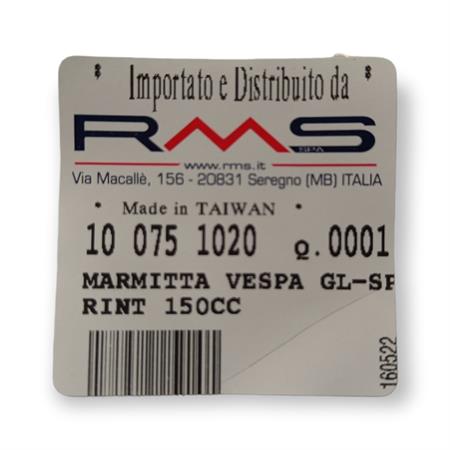 * Importato e Distribuito da *
RMS SPA
www.rms.it
Via Macallè, 156 - 20831 Seregno (MB) ITALIA
* Made in TAIWAN *
10 075 1020 Q.0001
MARMITTA VESPA GL-SP
RINT 150CC
160522